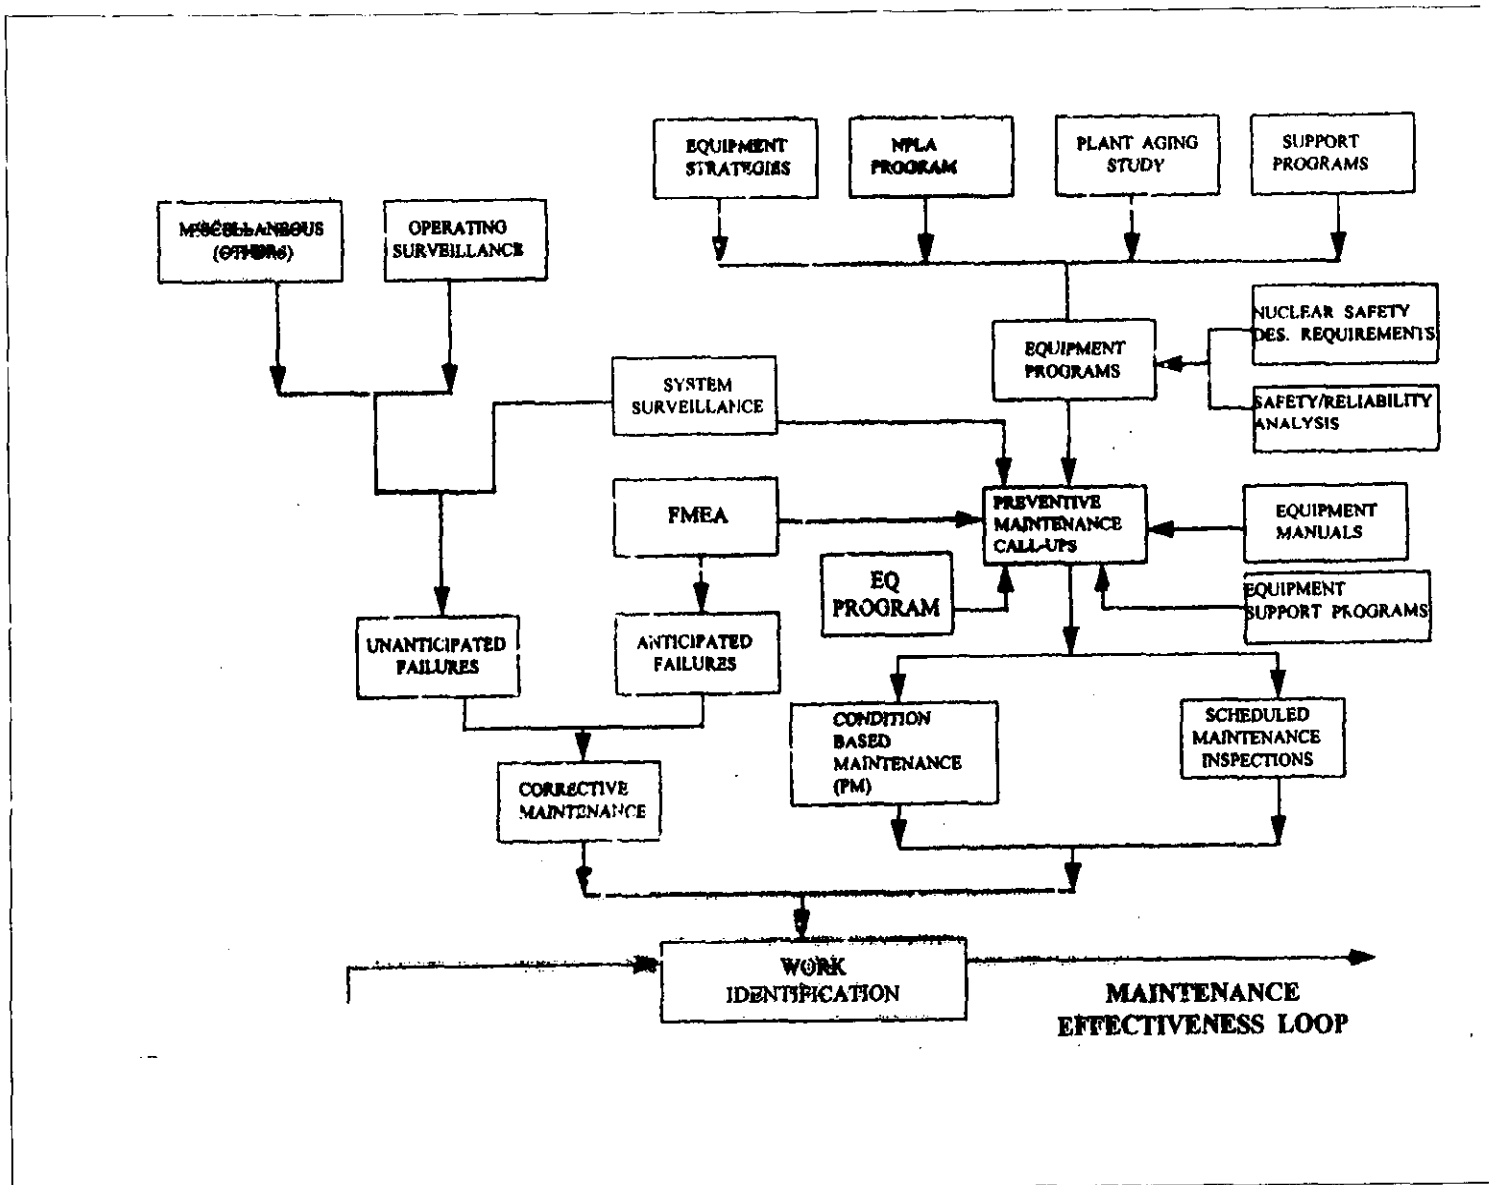 EQUIPMENT
STRATEGIES
NPLA
PROGRAM
PLANT AGING
STUDY
SUPPORT
PROGRAMS
MISCELLANEOUS
(OTHERS)
OPERATING
SURVEILLANCE
NUCLEAR SAFETY
DES. REQUIREMENTS
EQUIPMENT
PROGRAMS
SYSTEM
SURVEILLANCE
SAFETY/RELIABILITY
ANALYSIS
FMEA
PREVENTIVE
MAINTENANCE
CALL-UPS
EQUIPMENT
MANUALS
EQ
PROGRAM
EQUIPMENT
SUPPORT PROGRAMS
UNANTICIPATED
FAILURES
ANTICIPATED
FAILURES
CONDITION
BASED
MAINTENANCE
(PM)
SCHEDULED
MAINTENANCE
INSPECTIONS
CORRECTIVE
MAINTENANCE
WORK
IDENTIFICATION
MAINTENANCE
EFFECTIVENESS LOOP